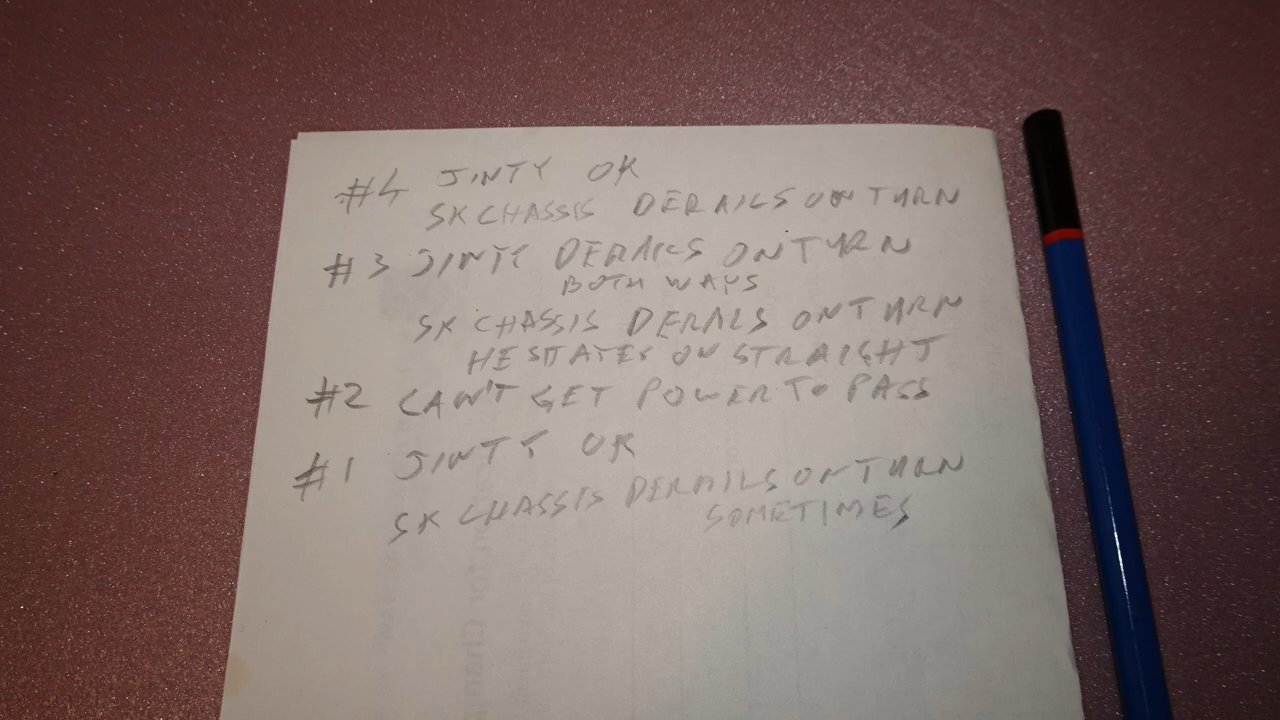 #4 JINTY OK
SK CHASSIS DERAILS ON TURN
#3 JINTY DERAILS ON TURN
BOTH WAYS
SK CHASSIS DERALS ON TURN
HESITATES ON STRAIGHT
#2 CAN'T GET POWER TO PASS
#1 JINTY OK
SK CHASSIS DERAILS ON TURN
SOMETIMES